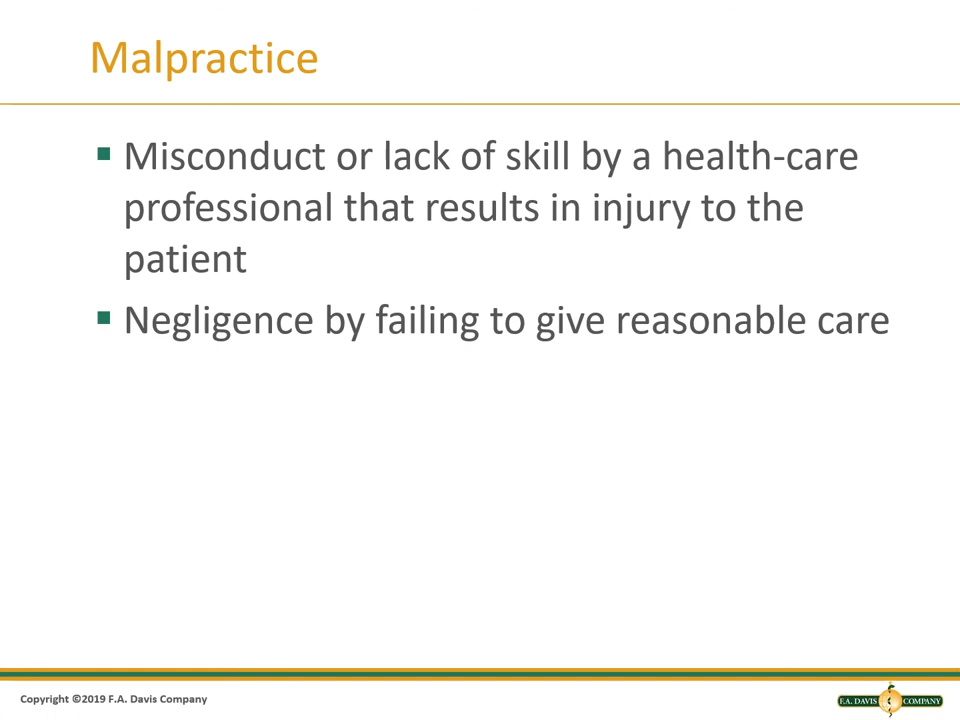 Malpractice
Misconduct or lack of skill by a health-care
professional that results in injury to the
patient
Negligence by failing to give reasonable care
Copyright ©2019 F.A. Davis Company
F.A. DAVIS COMPANY